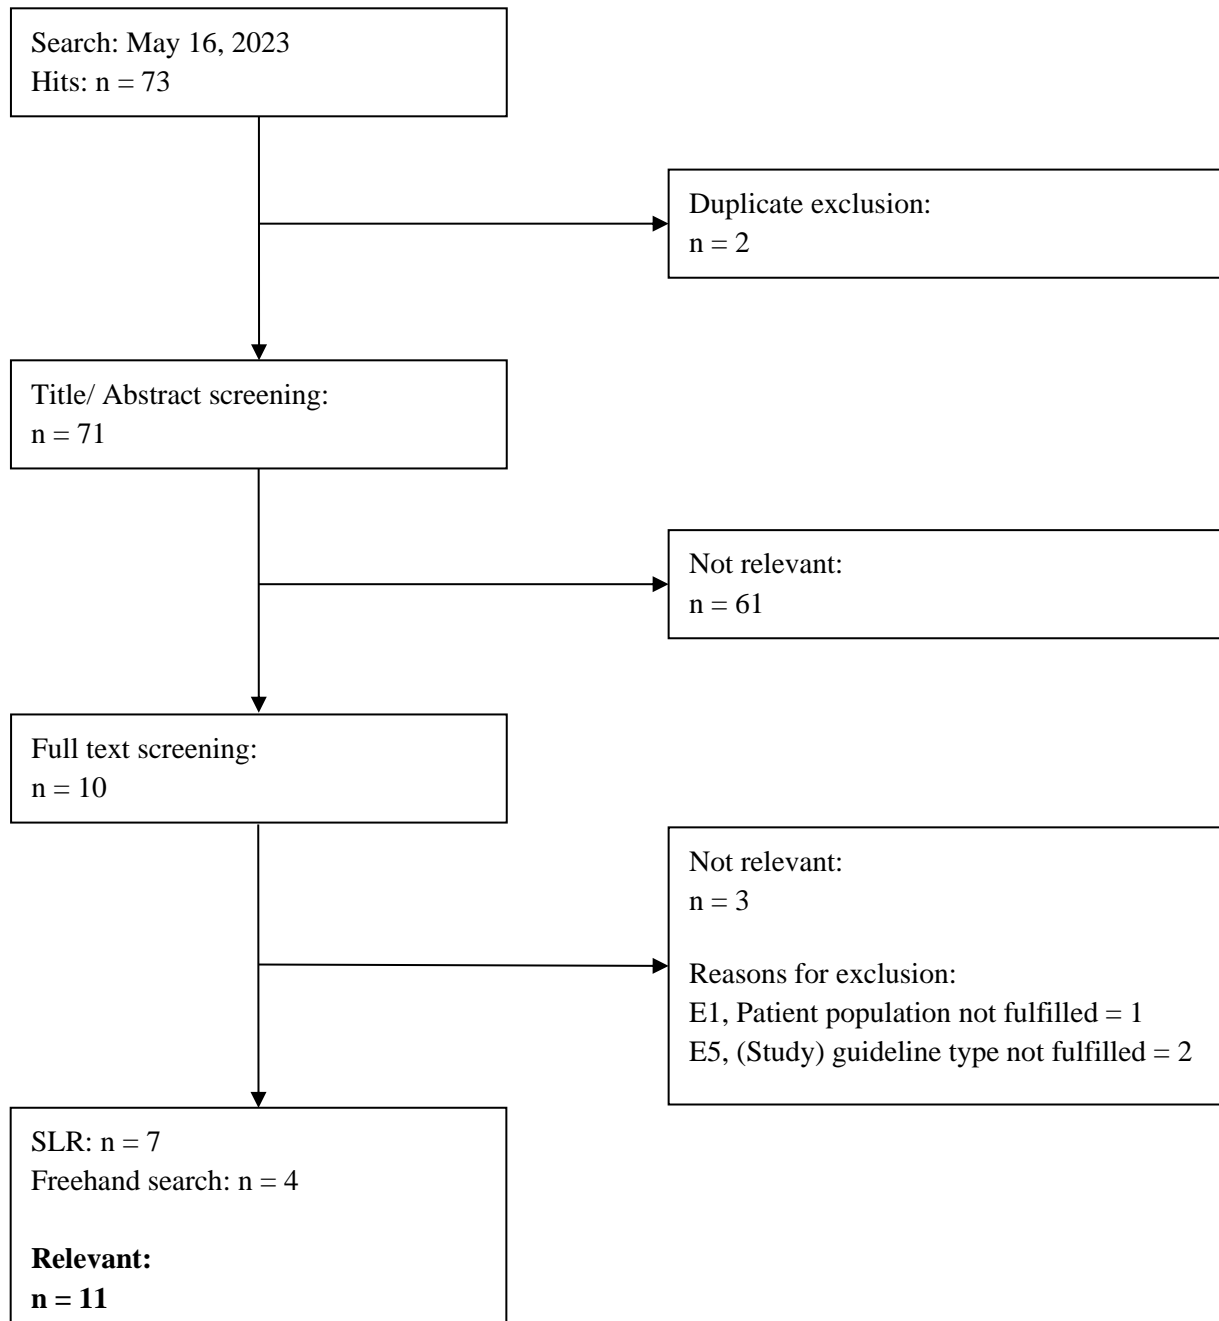 Search: May 16, 2023
Hits: n = 73
Duplicate exclusion:
n = 2
Title/ Abstract screening:
n = 71
Not relevant:
n = 61
Full text screening:
n = 10
Not relevant:
n = 3
Reasons for exclusion:
E1, Patient population not fulfilled = 1
E5, (Study) guideline type not fulfilled = 2
SLR: n = 7
Freehand search: n = 4
Relevant:
n = 11